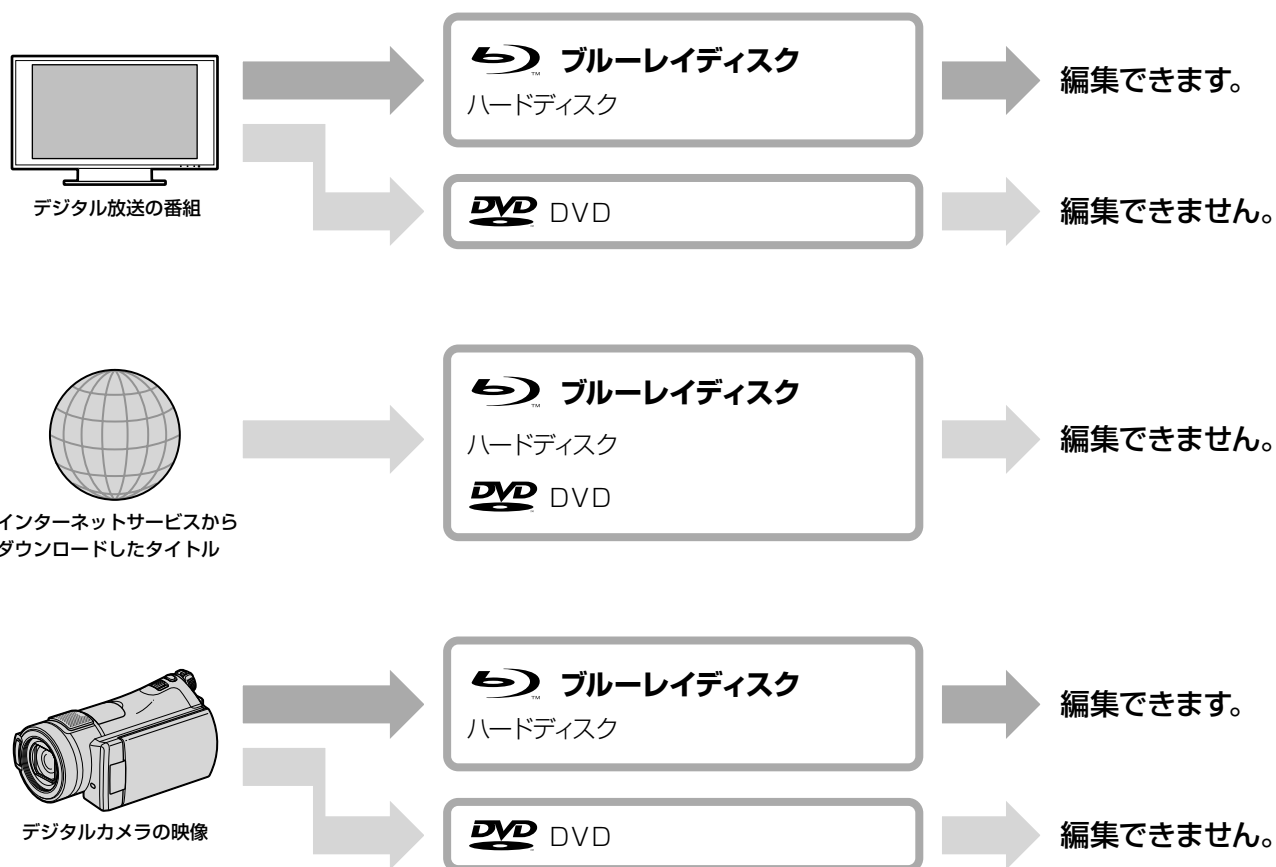 ブルーレイディスク
ハードディスク
編集できます。
デジタル放送の番組
DVD DVD
編集できません。
ブルーレイディスク
ハードディスク
DVD DVD
編集できません。
インターネットサービスから
ダウンロードしたタイトル
ブルーレイディスク
ハードディスク
編集できます。
デジタルカメラの映像
DVD DVD
編集できません。